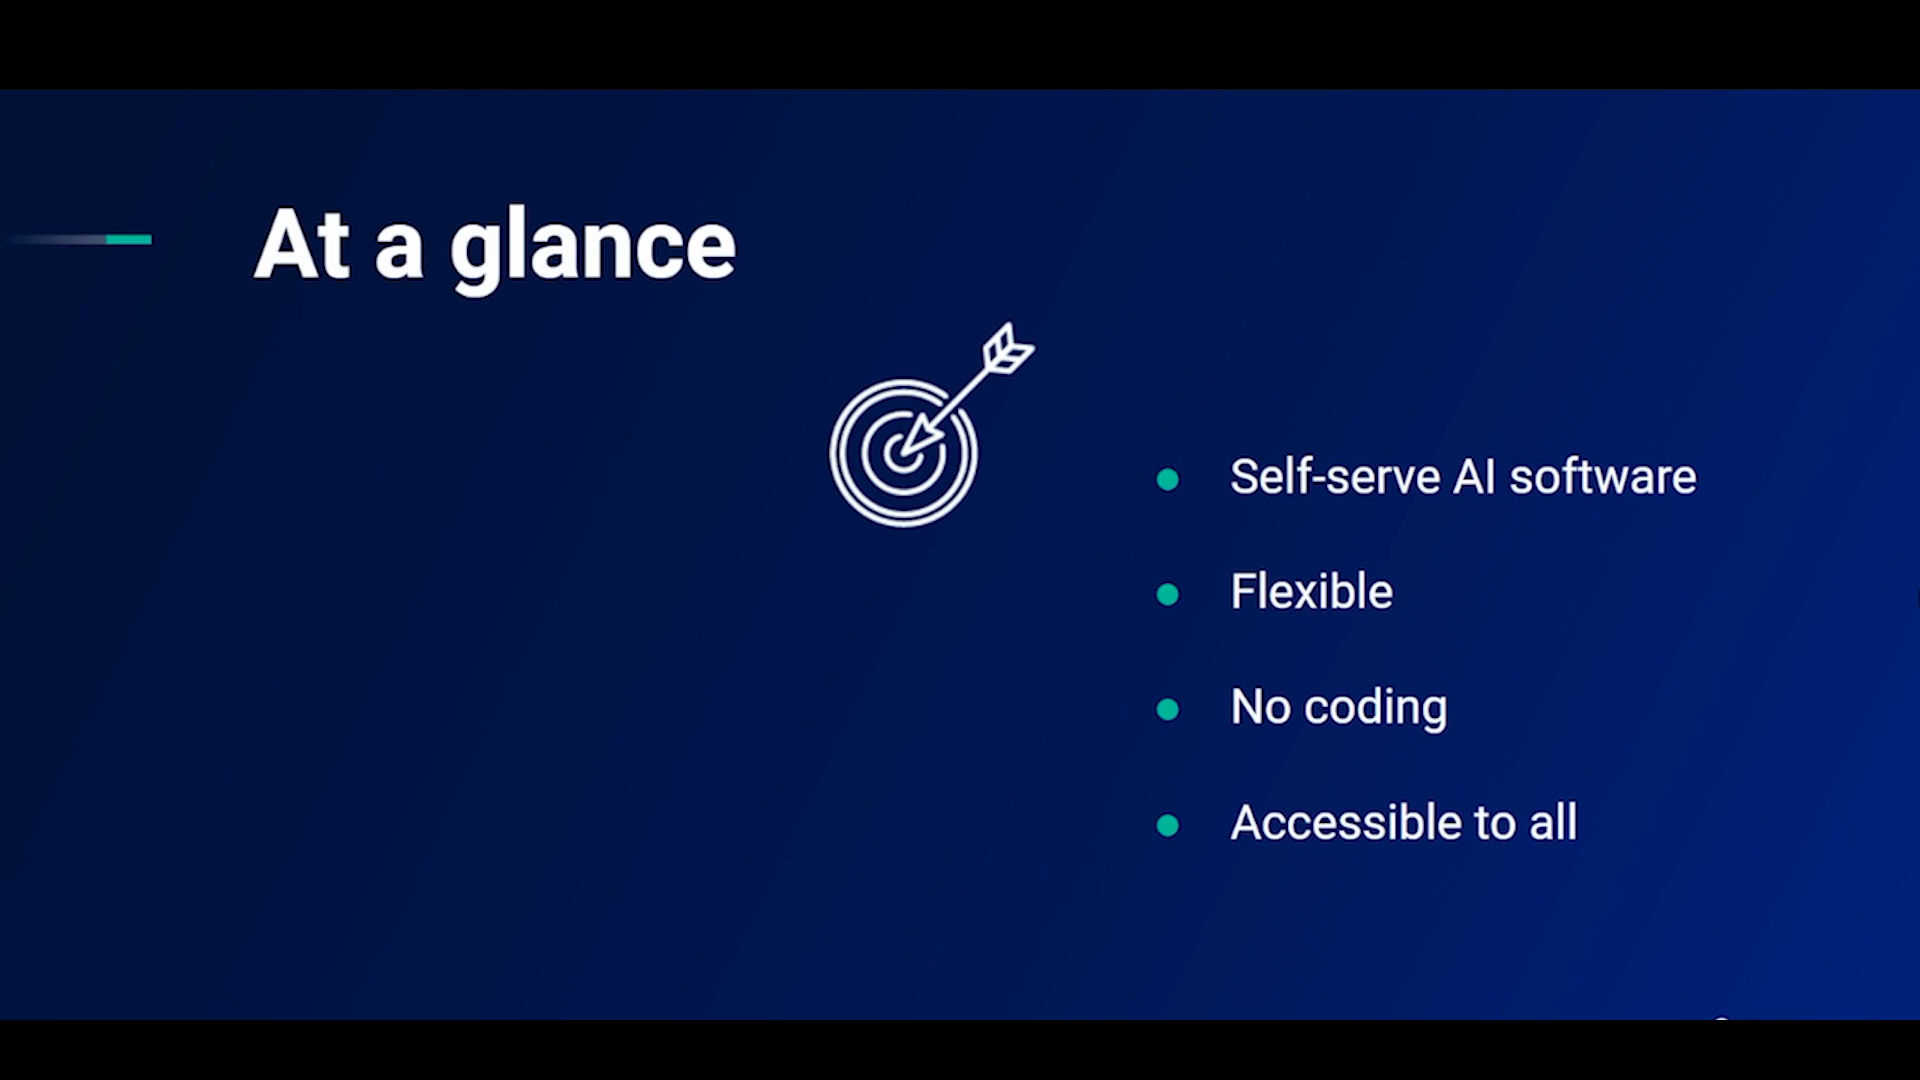 At a glance
Self-serve AI software
Flexible
No coding
Accessible to all